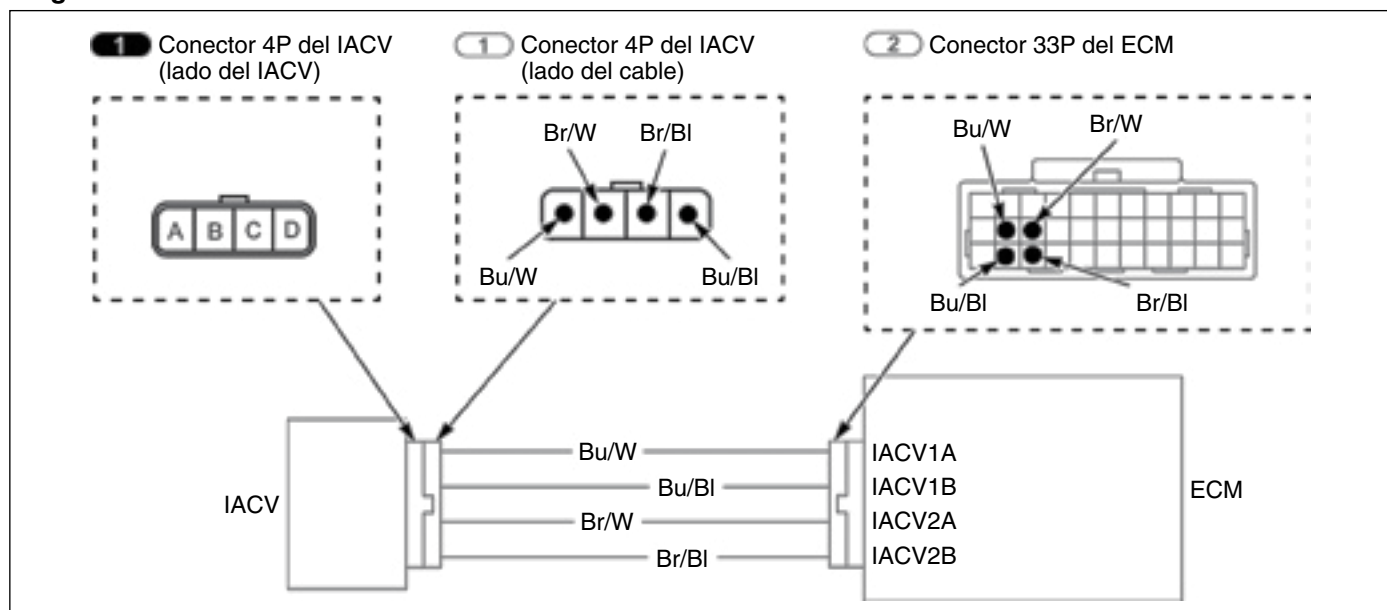 1 Conector 4P del IACV
(lado del IACV)
1 Conector 4P del IACV
(lado del cable)
2 Conector 33P del ECM
A B C D
Br/W Br/Bl
Bu/W Bu/Bl
Bu/W Br/W
Bu/Bl Br/Bl
IACV
Bu/W
Bu/Bl
Br/W
Br/Bl
IACV1A
IACV1B
IACV2A
IACV2B
ECM